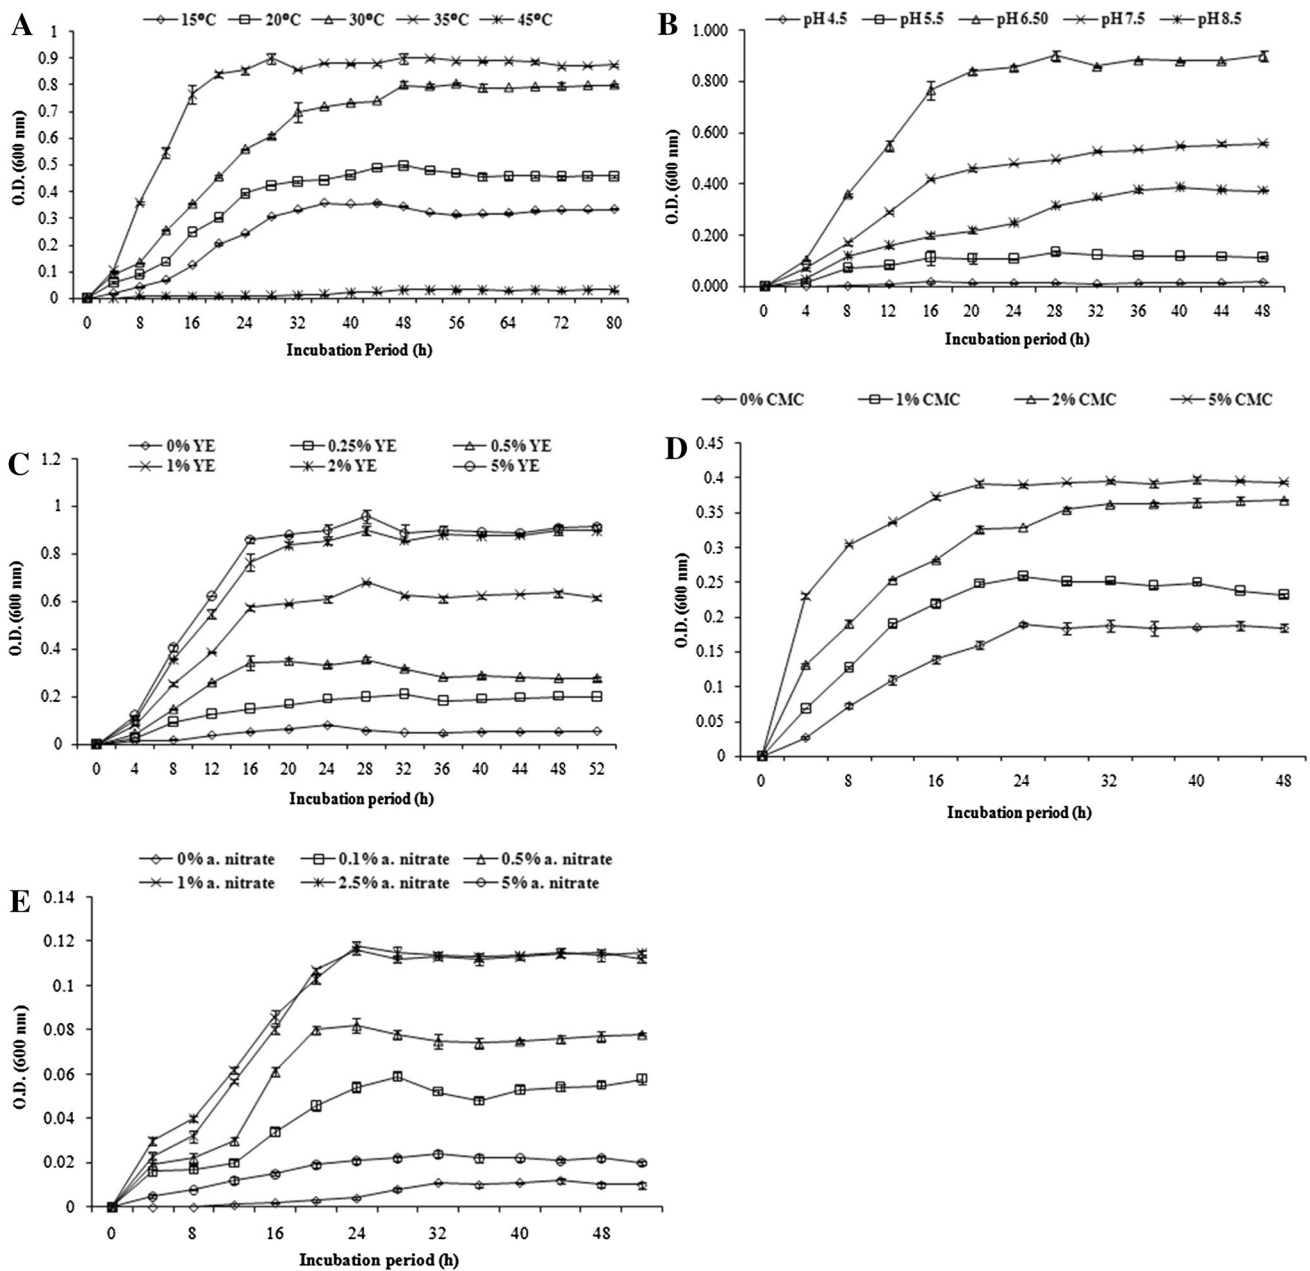 A
15°C 20°C 30°C 35°C 45°C
1
0.9
0.8
0.7
0.6
0.5
0.4
0.3
0.2
0.1
0
O.D. (600 nm)
0 8 16 24 32 40 48 56 64 72 80
Incubation Period (h)
B
pH 4.5 pH 5.5 pH 6.50 pH 7.5 pH 8.5
1.000
0.800
0.600
0.400
0.200
0.000
O.D. (600 nm)
0 4 8 12 16 20 24 28 32 36 40 44 48
Incubation period (h)
C
0% YE 0.25% YE 0.5% YE
1% YE 2% YE 5% YE
1.2
1
0.8
0.6
0.4
0.2
0
O.D. (600 nm)
0 4 8 12 16 20 24 28 32 36 40 44 48 52
Incubation period (h)
0% CMC 1% CMC 2% CMC 5% CMC
D
0.45
0.4
0.35
0.3
0.25
0.2
0.15
0.1
0.05
0
O.D. (600 nm)
0 8 16 24 32 40 48
Incubation period (h)
E
0% a. nitrate 0.1% a. nitrate 0.5% a. nitrate
1% a. nitrate 2.5% a. nitrate 5% a. nitrate
0.14
0.12
0.1
0.08
0.06
0.04
0.02
0
O.D. (600 nm)
0 8 16 24 32 40 48
Incubation period (h)